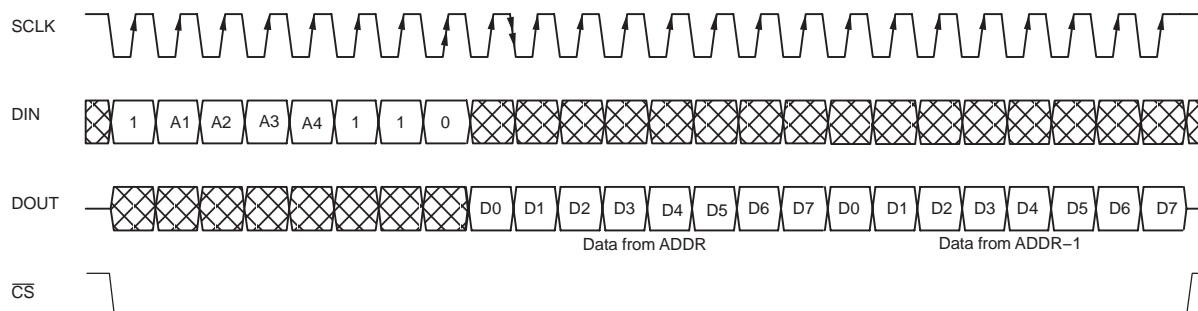 SCLK
DIN 1 A1 A2 A3 A4 1 1 0
DOUT D0 D1 D2 D3 D4 D5 D6 D7 D0 D1 D2 D3 D4 D5 D6 D7
Data from ADDR Data from ADDR−1
CS